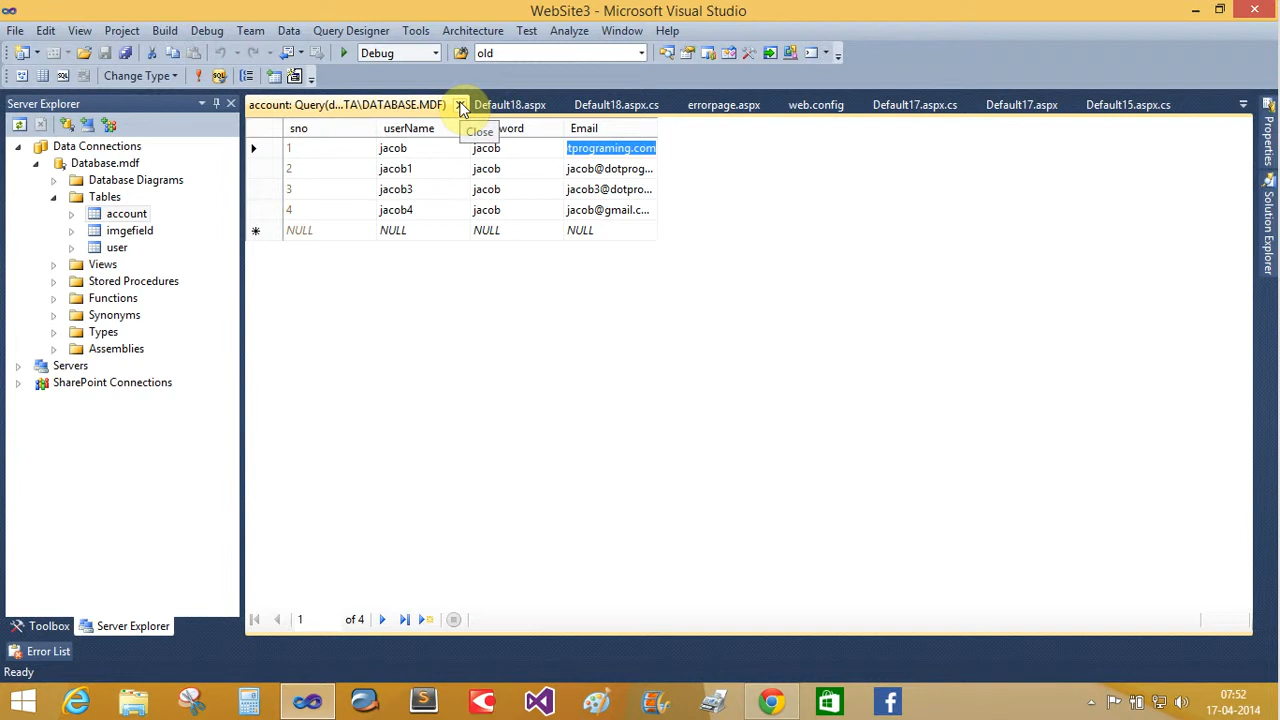 WebSite3 - Microsoft Visual Studio
File Edit View Project Build Debug Team Data Query Designer Tools Architecture Test Analyze Window Help
Debug old
Change Type
Server Explorer
account: Query(d...TA\DATABASE.MDF) Default18.aspx Default18.aspx.cs errorpage.aspx web.config Default17.aspx.cs Default17.aspx Default15.aspx.cs
Close
Data Connections
Database.mdf
Database Diagrams
Tables
account
imgefield
user
Views
Stored Procedures
Functions
Synonyms
Types
Assemblies
Servers
SharePoint Connections
sno userName word Email
1 jacob jacob tprograming.com
2 jacob1 jacob jacob@dotprog...
3 jacob3 jacob jacob3@dotpro...
4 jacob4 jacob jacob@gmail.c...
NULL NULL NULL NULL
Properties
Solution Explorer
1 of 4
Toolbox Server Explorer
Error List
Ready
07:52
17-04-2014